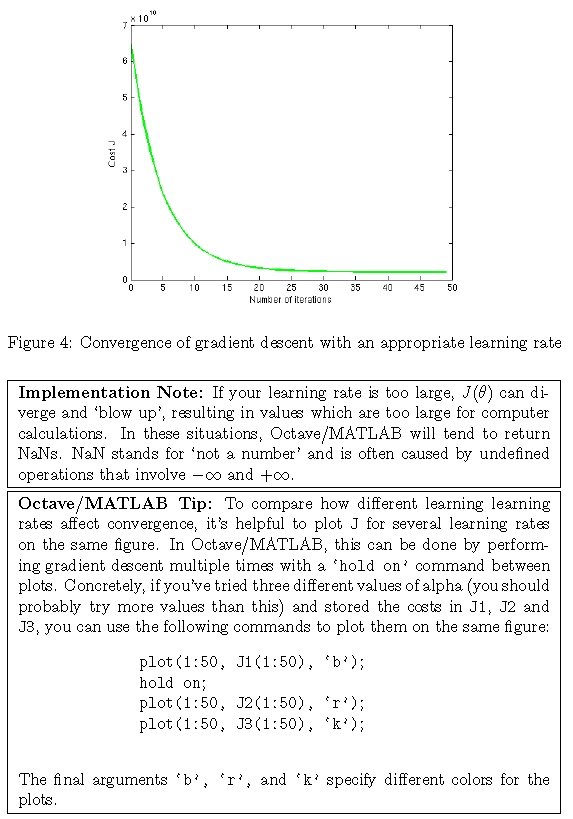 × 10^10
7
6
5
4
3
2
1
0
Cost J
0 5 10 15 20 25 30 35 40 45 50
Number of iterations
Figure 4: Convergence of gradient descent with an appropriate learning rate
Implementation Note: If your learning rate is too large, J(θ) can di-
verge and ‘blow up’, resulting in values which are too large for computer
calculations. In these situations, Octave/MATLAB will tend to return
NaNs. NaN stands for ‘not a number’ and is often caused by undefined
operations that involve −∞ and +∞.
Octave/MATLAB Tip: To compare how different learning learning
rates affect convergence, it's helpful to plot J for several learning rates
on the same figure. In Octave/MATLAB, this can be done by perform-
ing gradient descent multiple times with a ‘hold on’ command between
plots. Concretely, if you've tried three different values of alpha (you should
probably try more values than this) and stored the costs in J1, J2 and
J3, you can use the following commands to plot them on the same figure:
plot(1:50, J1(1:50), ‘b’);
hold on;
plot(1:50, J2(1:50), ‘r’);
plot(1:50, J3(1:50), ‘k’);
The final arguments ‘b’, ‘r’, and ‘k’ specify different colors for the
plots.